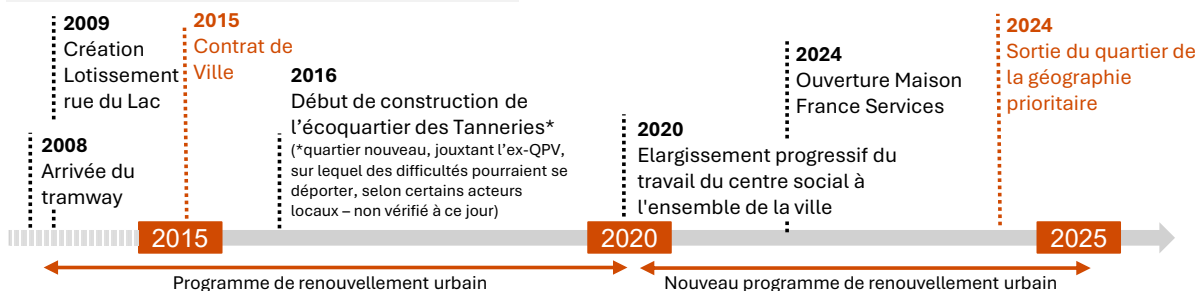 2009
Création
Lotissement
rue du Lac
2008
Arrivée du
tramway
2015
Contrat de
Ville
2016
Début de construction de
l'écoquartier des Tanneries*
(*quartier nouveau, jouxtant l'ex-QPV,
sur lequel des difficultés pourraient se
déporter, selon certains acteurs
locaux – non vérifié à ce jour)
2020
Elargissement progressif du
travail du centre social à
l'ensemble de la ville
2024
Ouverture Maison
France Services
2024
Sortie du quartier de
la géographie
prioritaire
2015
2020
2025
Programme de renouvellement urbain
Nouveau programme de renouvellement urbain